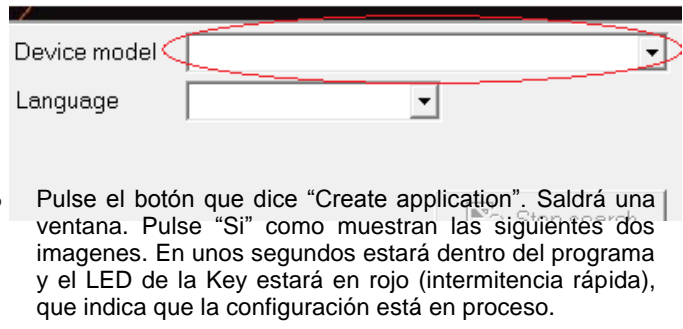 Device model
Language
Pulse el botón que dice “Create application”. Saldrá una
ventana. Pulse “Si” como muestran las siguientes dos
imagenes. En unos segundos estará dentro del programa
y el LED de la Key estará en rojo (intermitencia rápida),
que indica que la configuración está en proceso.